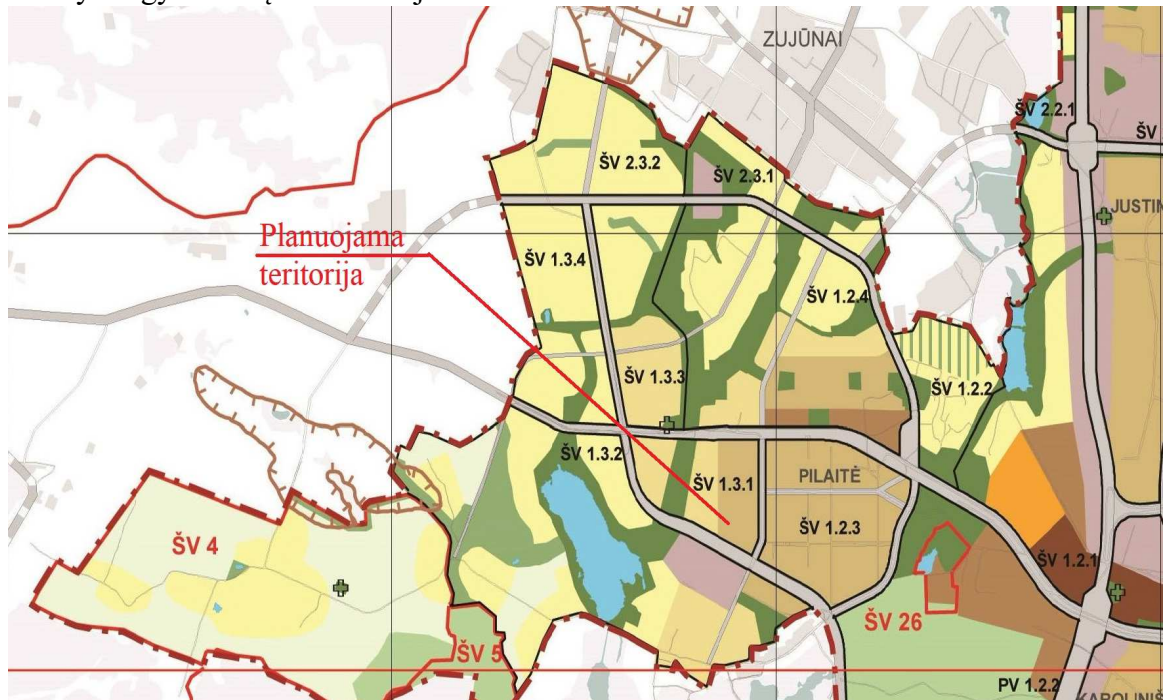 ZUJŪNAI
ŠV 2.2.1
ŠV
ŠV 2.3.2
ŠV 2.3.1
JUSTIN
Planuojama
teritorija
ŠV 1.3.4
ŠV 1.2.4
ŠV 1.3.3
ŠV 1.2.2
ŠV 1.3.2
ŠV 1.3.1
PILAITĖ
ŠV 1.2.3
ŠV 4
ŠV 1.2.1
ŠV 26
ŠV 5
PV 1.2.2